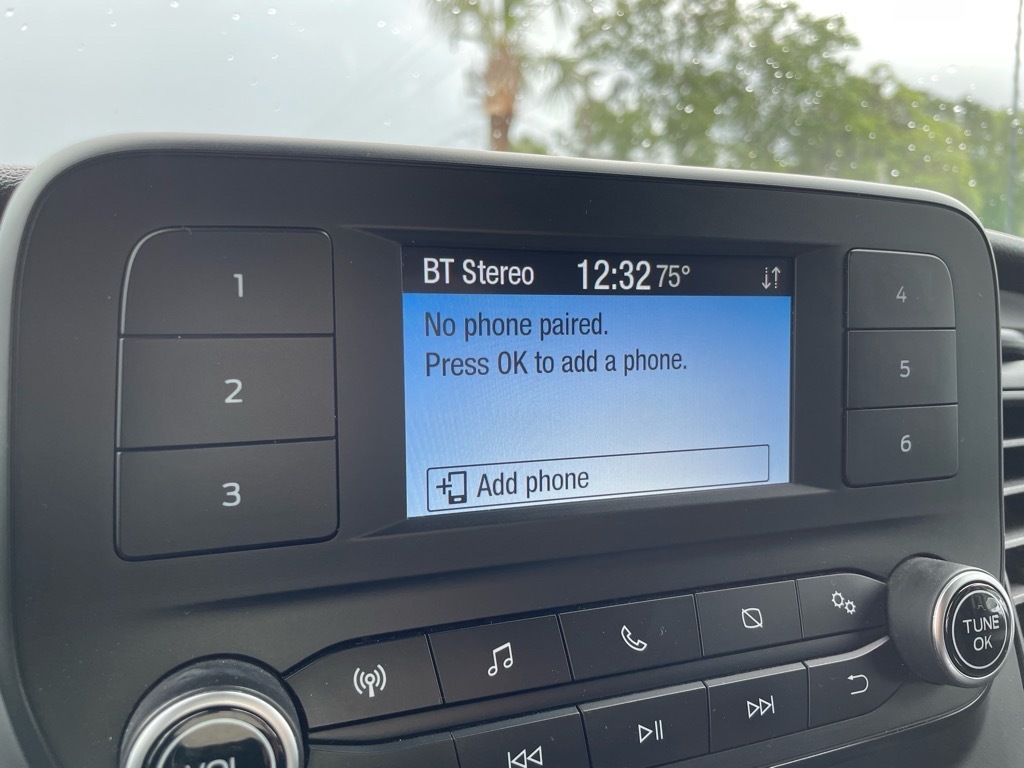 BT Stereo 12:32 75°
No phone paired.
Press OK to add a phone.
Add phone
1
2
3
4
5
6
TUNE
OK
VOL